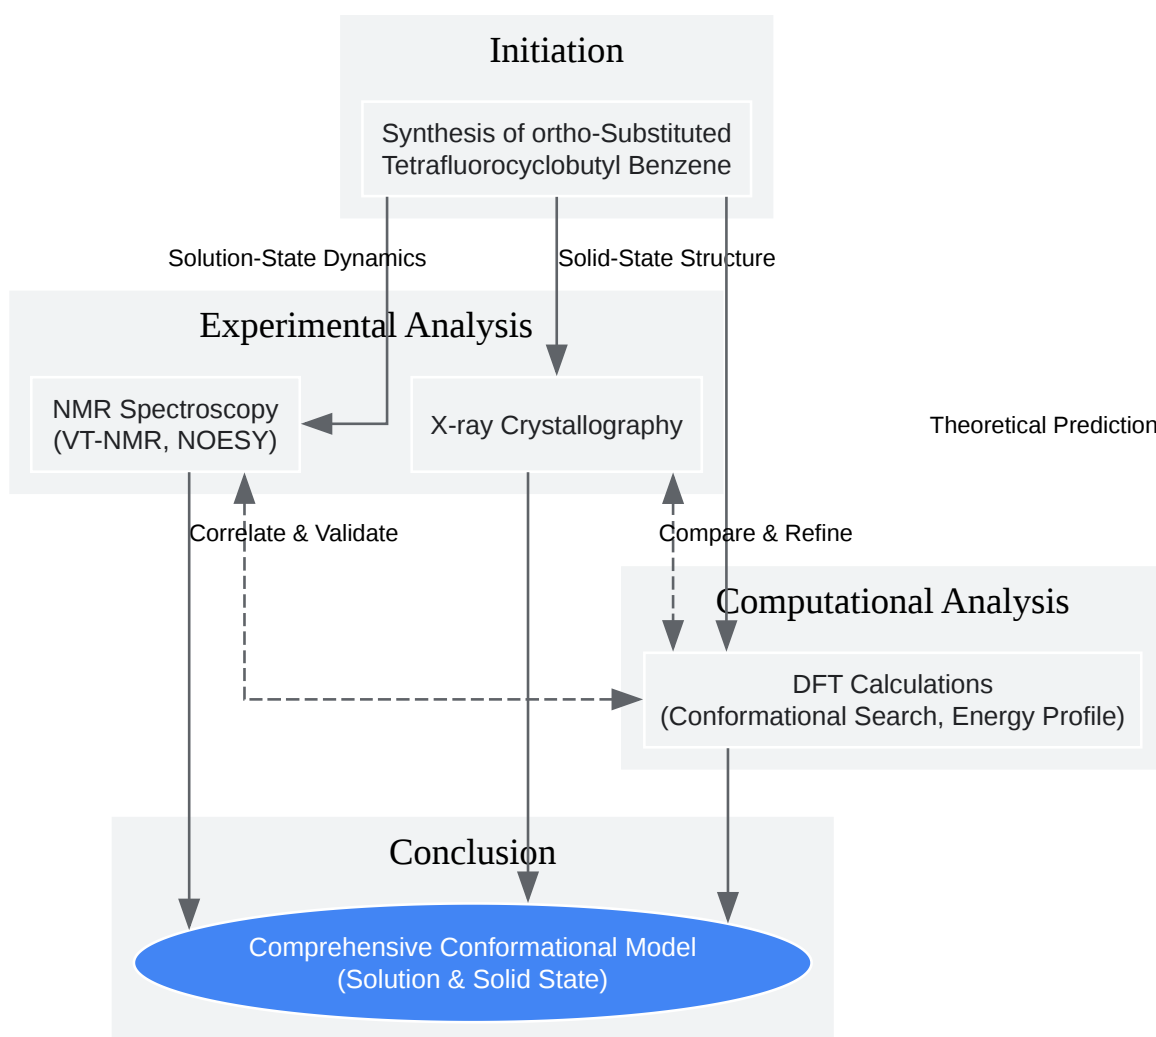 Initiation
Synthesis of ortho-Substituted
Tetrafluorocyclobutyl Benzene
Solution-State Dynamics
Solid-State Structure
Experimental Analysis
NMR Spectroscopy
(VT-NMR, NOESY)
X-ray Crystallography
Theoretical Prediction
Correlate & Validate
Compare & Refine
Computational Analysis
DFT Calculations
(Conformational Search, Energy Profile)
Conclusion
Comprehensive Conformational Model
(Solution & Solid State)